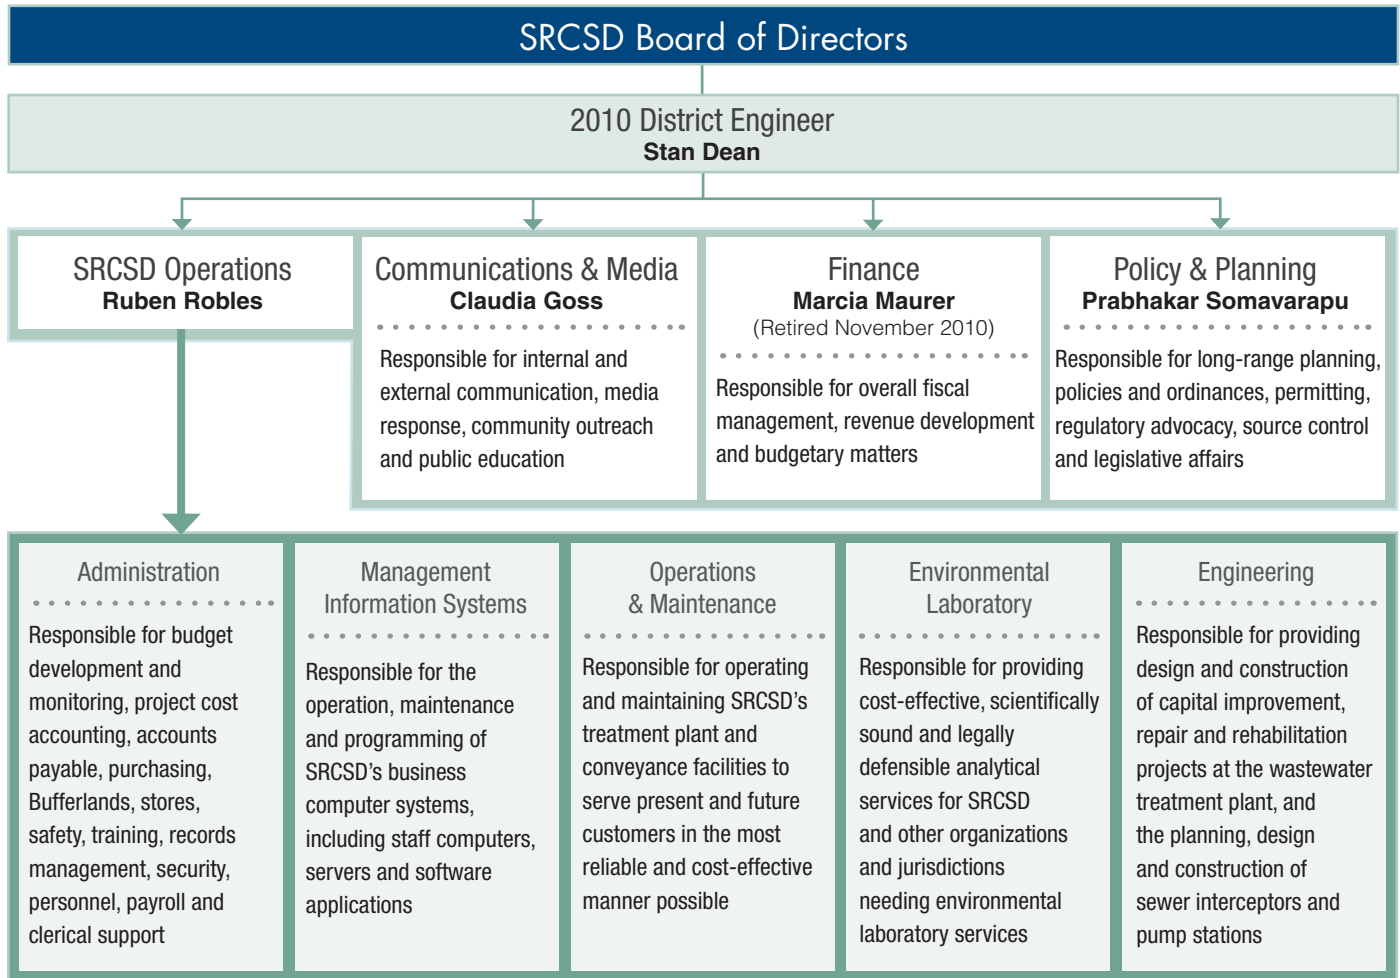 SRCSD Board of Directors
2010 District Engineer
Stan Dean
SRCSD Operations
Ruben Robles
Communications & Media
Claudia Goss
Responsible for internal and
external communication, media
response, community outreach
and public education
Finance
Marcia Maurer
(Retired November 2010)
Responsible for overall fiscal
management, revenue development
and budgetary matters
Policy & Planning
Prabhakar Somavarapu
Responsible for long-range planning,
policies and ordinances, permitting,
regulatory advocacy, source control
and legislative affairs
Administration
Responsible for budget
development and
monitoring, project cost
accounting, accounts
payable, purchasing,
Bufferlands, stores,
safety, training, records
management, security,
personnel, payroll and
clerical support
Management
Information Systems
Responsible for the
operation, maintenance
and programming of
SRCSD’s business
computer systems,
including staff computers,
servers and software
applications
Operations
& Maintenance
Responsible for operating
and maintaining SRCSD’s
treatment plant and
conveyance facilities to
serve present and future
customers in the most
reliable and cost-effective
manner possible
Environmental
Laboratory
Responsible for providing
cost-effective, scientifically
sound and legally
defensible analytical
services for SRCSD
and other organizations
and jurisdictions
needing environmental
laboratory services
Engineering
Responsible for providing
design and construction
of capital improvement,
repair and rehabilitation
projects at the wastewater
treatment plant, and
the planning, design
and construction of
sewer interceptors and
pump stations